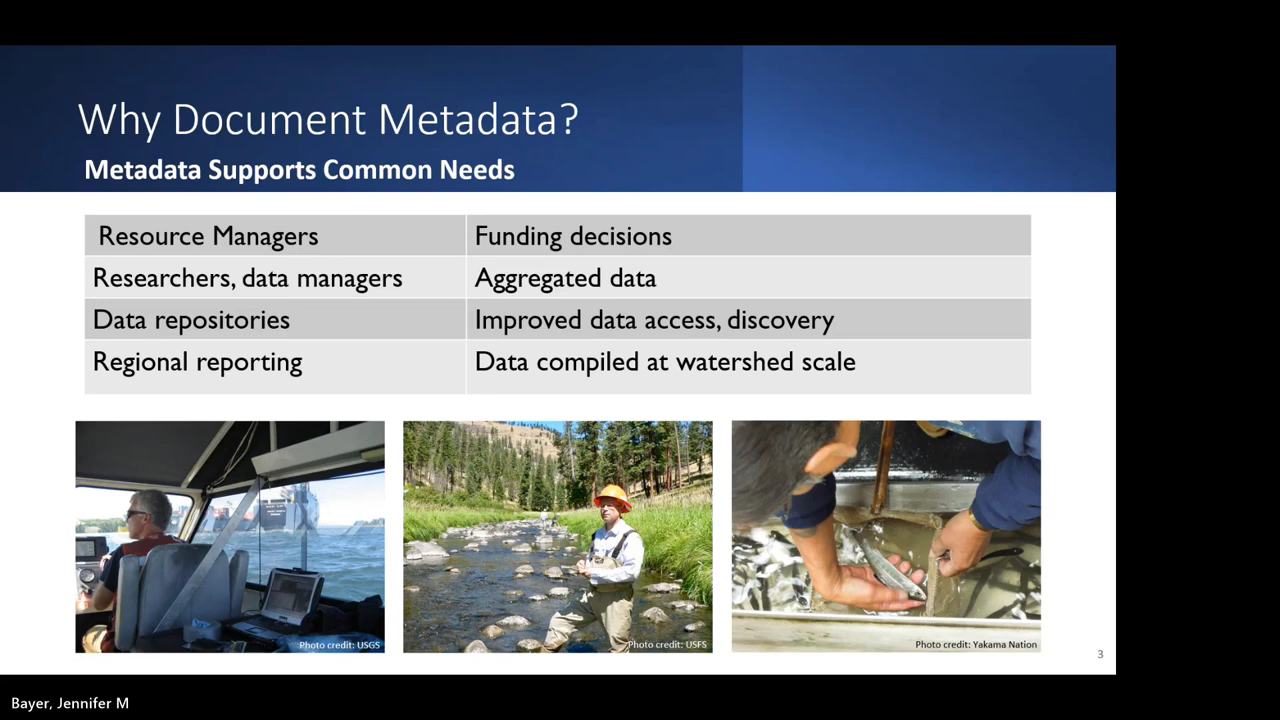 Why Document Metadata?
Metadata Supports Common Needs
Resource Managers
Funding decisions
Researchers, data managers
Aggregated data
Data repositories
Improved data access, discovery
Regional reporting
Data compiled at watershed scale
Photo credit: USGS
Photo credit: USFS
Photo credit: Yakama Nation
3
Bayer, Jennifer M